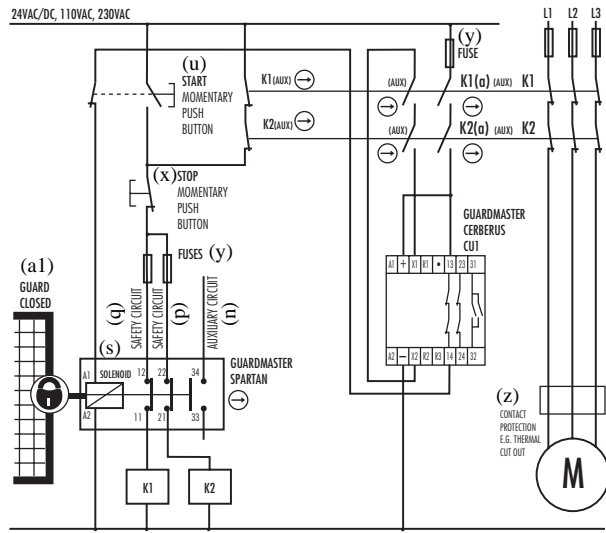 24VAC/DC, 110VAC, 230VAC
L1 L2 L3
(y)
FUSE
(u)
START
MOMENTARY
PUSH
BUTTON
K1(AUX)
(AUX)
K1(a) (AUX) K1
K2(AUX)
(AUX)
K2(a) (AUX) K2
(x) STOP
MOMENTARY
PUSH
BUTTON
FUSES (y)
GUARDMASTER
CERBERUS
CU1
A1 + X1 R1 • 13 23 31
A2 – X2 R2 R3 14 24 32
(a1)
GUARD
CLOSED
(q)
SAFETY CIRCUIT
SAFETY CIRCUIT
(p)
AUXILIARY CIRCUIT
(n)
(s)
GUARDMASTER
SPARTAN
A1 SOLENOID 12 22 34
A2 11 21 33
K1 K2
(z)
CONTACT
PROTECTION
E.G. THERMAL
CUT OUT
M